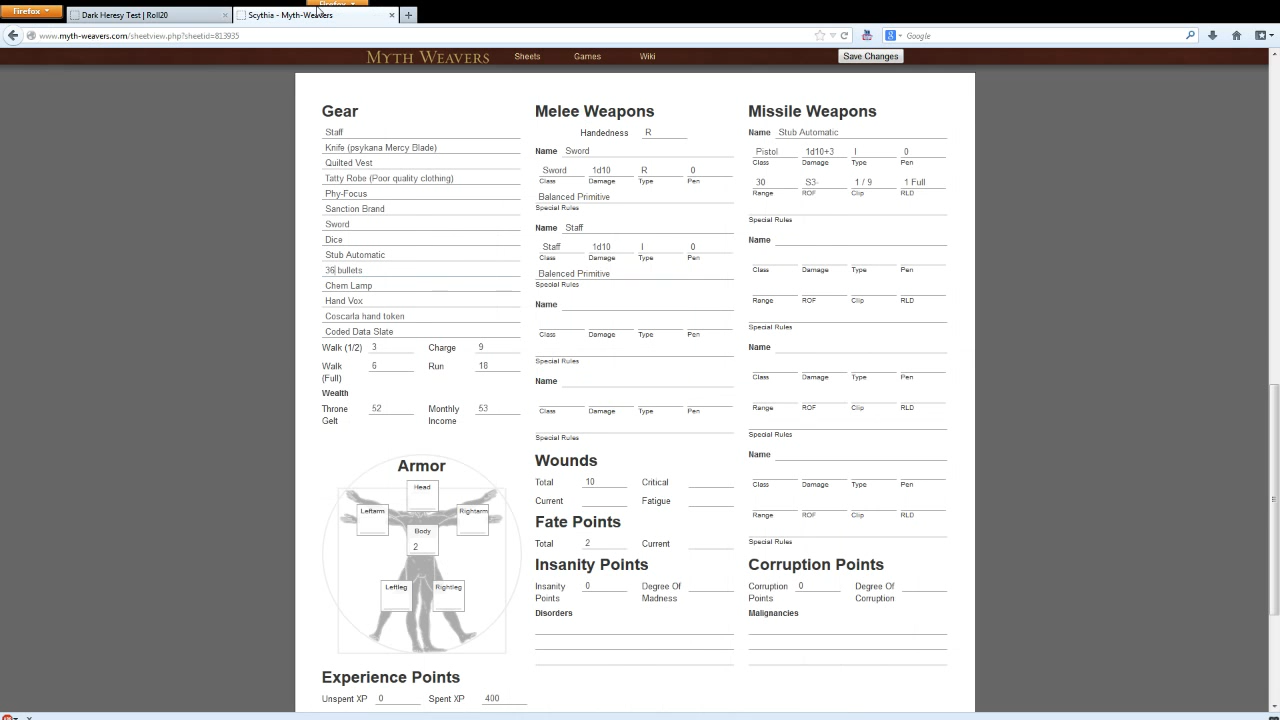 Firefox
Firefox
Dark Heresy Test | Roll20
Scythia - Myth-Weavers
www.myth-weavers.com/sheetview.php?sheetid=813935
Google
MYTH WEAVERS
Sheets
Games
Wiki
Save Changes
Gear
Staff
Knife (psykana Mercy Blade)
Quilted Vest
Tatty Robe (Poor quality clothing)
Phy-Focus
Sanction Brand
Sword
Dice
Stub Automatic
36 bullets
Chem Lamp
Hand Vox
Coscarla hand token
Coded Data Slate
Walk (1/2) 3 Charge 9
Walk (Full) 6 Run 18
Wealth
Throne Gelt 52 Monthly Income 53
Armor
Head
Leftarm
Rightarm
Body
2
Leftleg
Rightleg
Experience Points
Unspent XP 0 Spent XP 400
Melee Weapons
Handedness R
Name Sword
Sword 1d10 R 0
Class Damage Type Pen
Balanced Primitive
Special Rules
Name Staff
Staff 1d10 I 0
Class Damage Type Pen
Balenced Primitive
Special Rules
Name
Class Damage Type Pen
Special Rules
Name
Class Damage Type Pen
Special Rules
Wounds
Total 10 Critical
Current Fatigue
Fate Points
Total 2 Current
Insanity Points
Insanity Points 0 Degree Of Madness
Disorders
Missile Weapons
Name Stub Automatic
Pistol 1d10+3 I 0
Class Damage Type Pen
30 S3- 1 / 9 1 Full
Range ROF Clip RLD
Special Rules
Name
Class Damage Type Pen
Range ROF Clip RLD
Special Rules
Name
Class Damage Type Pen
Range ROF Clip RLD
Special Rules
Name
Class Damage Type Pen
Range ROF Clip RLD
Special Rules
Corruption Points
Corruption Points 0 Degree Of Corruption
Malignancies